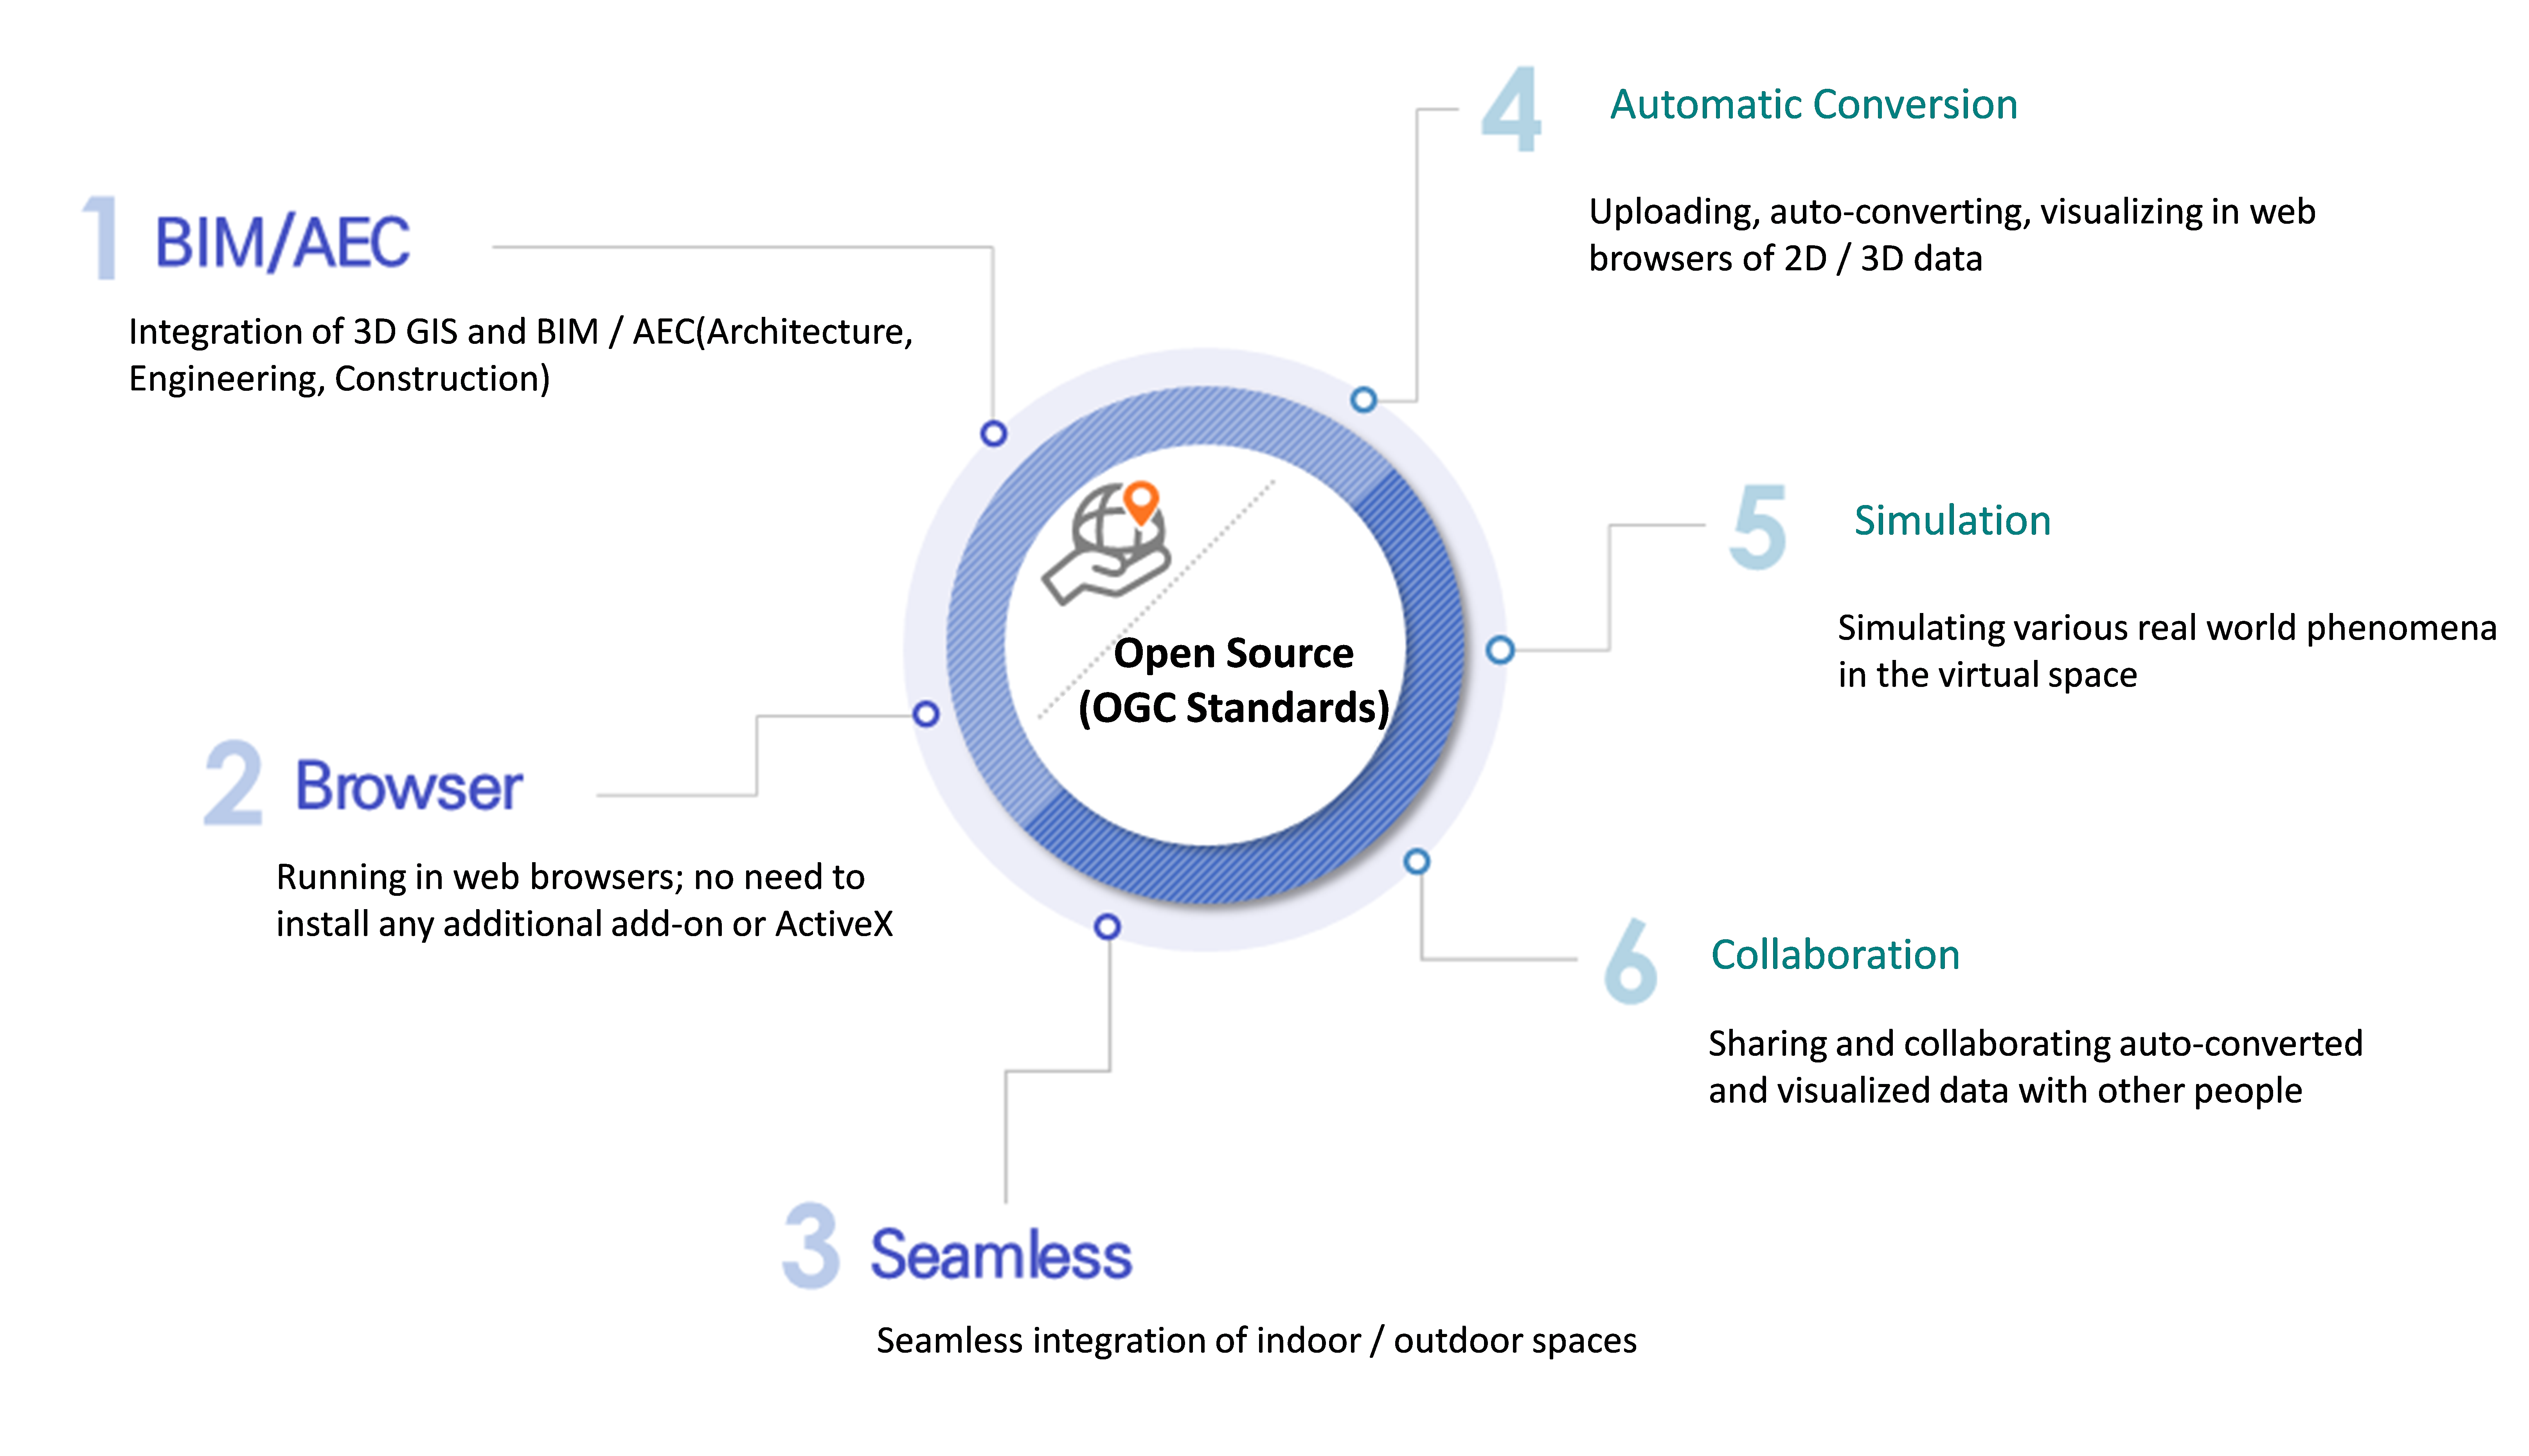 1 BIM/AEC
Integration of 3D GIS and BIM / AEC(Architecture,
Engineering, Construction)
2 Browser
Running in web browsers; no need to
install any additional add-on or ActiveX
3 Seamless
Seamless integration of indoor / outdoor spaces
Open Source
(OGC Standards)
4 Automatic Conversion
Uploading, auto-converting, visualizing in web
browsers of 2D / 3D data
5 Simulation
Simulating various real world phenomena
in the virtual space
6 Collaboration
Sharing and collaborating auto-converted
and visualized data with other people